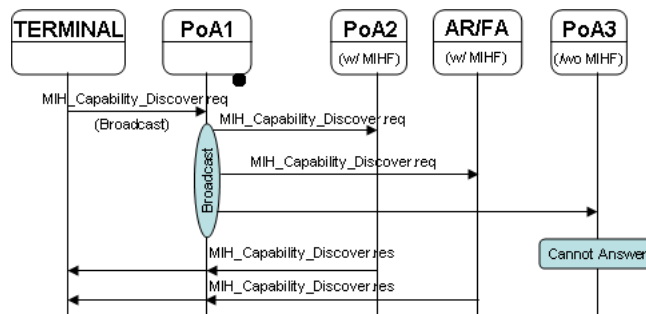 TERMINAL
PoA1
PoA2
(w/ MIHF)
AR/FA
(w/ MIHF)
PoA3
(/wo MIHF)
MIH_Capability_Discover.req
(Broadcast)
MIH_Capability_Discover.req
MIH_Capability_Discover.req
Broadcast
MIH_Capability_Discover.res
Cannot Answer
MIH_Capability_Discover.res